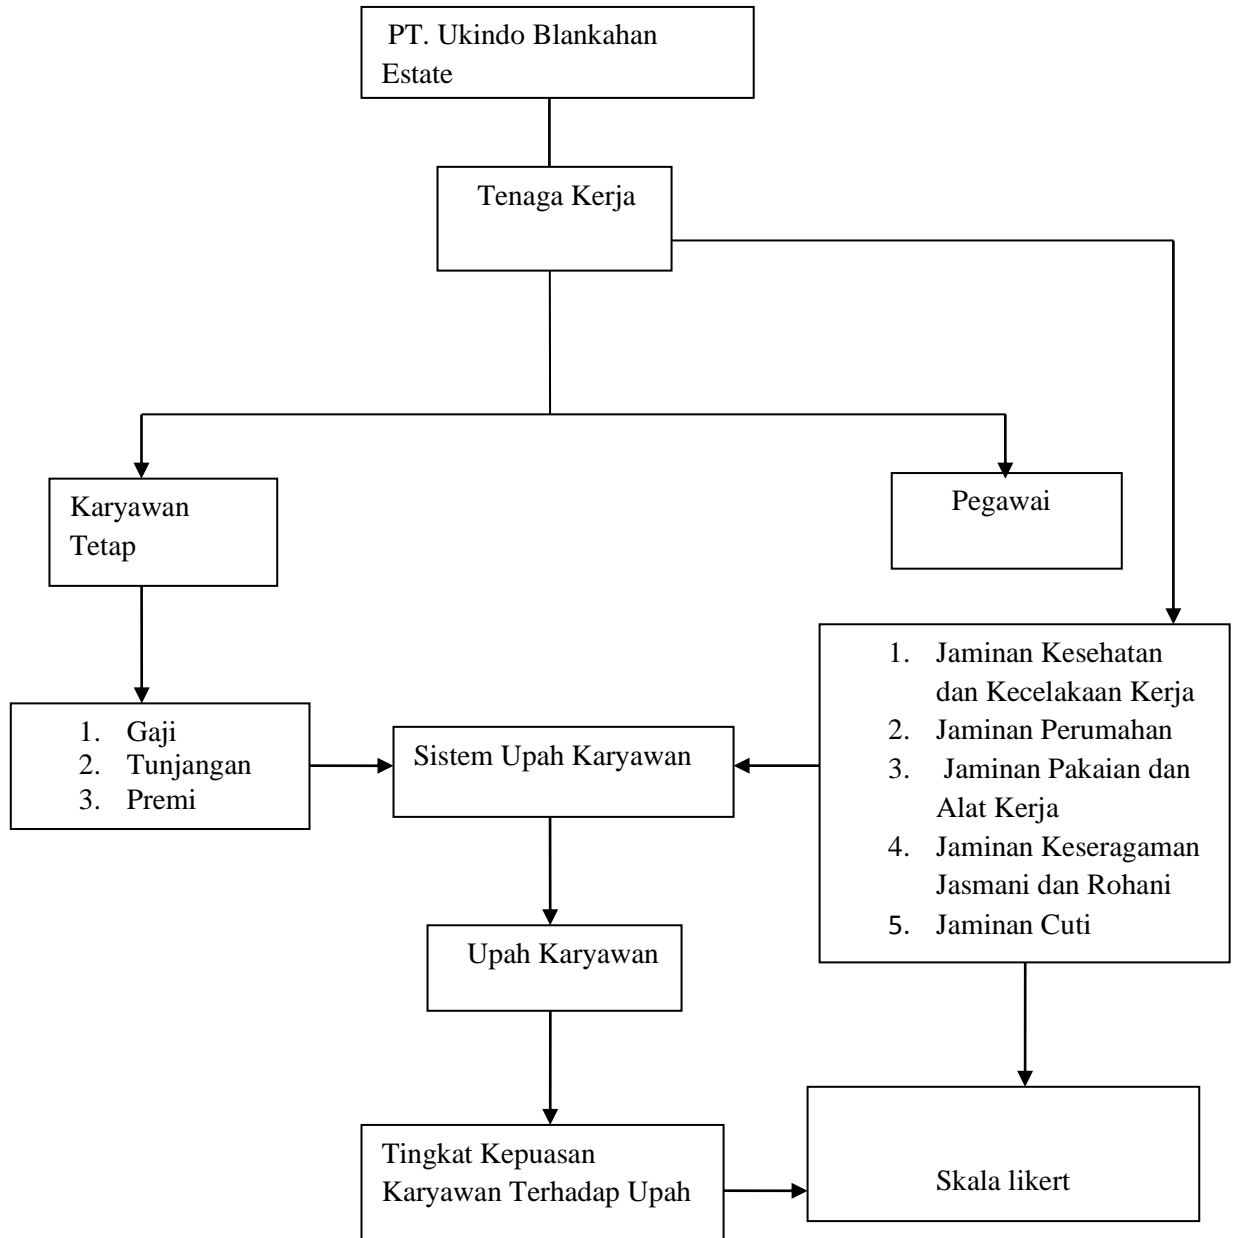 PT. Ukindo Blankahan
Estate
Tenaga Kerja
Karyawan
Tetap
Pegawai
1. Gaji
2. Tunjangan
3. Premi
Sistem Upah Karyawan
1. Jaminan Kesehatan
dan Kecelakaan Kerja
2. Jaminan Perumahan
3. Jaminan Pakaian dan
Alat Kerja
4. Jaminan Keseragaman
Jasmani dan Rohani
5. Jaminan Cuti
Upah Karyawan
Tingkat Kepuasan
Karyawan Terhadap Upah
Skala likert